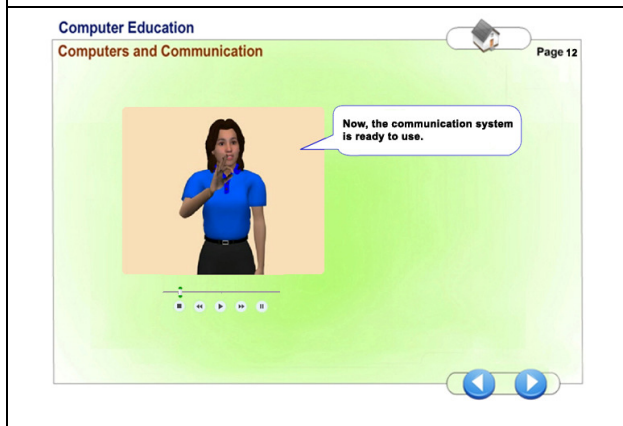 Computer Education
Computers and Communication
Page 12
Now, the communication system
is ready to use.